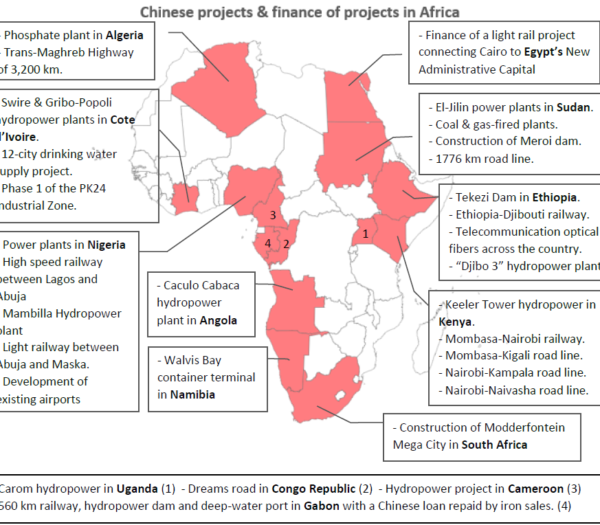 Chinese projects & finance of projects in Africa
- Phosphate plant in Algeria
- Trans-Maghreb Highway
of 3,200 km.
- Finance of a light rail project
connecting Cairo to Egypt’s New
Administrative Capital
Swire & Gribo-Popoli
hydropower plants in Cote
d’Ivoire.
12-city drinking water
supply project.
Phase 1 of the PK24
Industrial Zone.
- El-Jilin power plants in Sudan.
- Coal & gas-fired plants.
- Construction of Meroi dam.
- 1776 km road line.
- Tekezi Dam in Ethiopia.
- Ethiopia-Djibouti railway.
- Telecommunication optical
fibers across the country.
- “Djibo 3” hydropower plant
Power plants in Nigeria
High speed railway
between Lagos and
Abuja
Mambilla Hydropower
plant
Light railway between
Abuja and Maska.
Development of
existing airports
3
4 2
1
- Caculo Cabaca
hydropower
plant in Angola
- Keeler Tower hydropower in
Kenya.
- Mombasa-Nairobi railway.
- Mombasa-Kigali road line.
- Nairobi-Kampala road line.
- Nairobi-Naivasha road line.
- Walvis Bay
container terminal
in Namibia
- Construction of Modderfontein
Mega City in South Africa
Carom hydropower in Uganda (1) - Dreams road in Congo Republic (2) - Hydropower project in Cameroon (3)
560 km railway, hydropower dam and deep-water port in Gabon with a Chinese loan repaid by iron sales. (4)